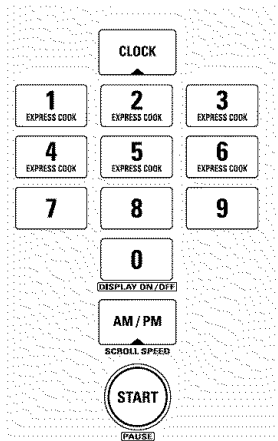 CLOCK
1 2 3
EXPRESS COOK EXPRESS COOK EXPRESS COOK
4 5 6
EXPRESS COOK EXPRESS COOK EXPRESS COOK
7 8 9
0
DISPLAY ON/OFF
AM / PM
SCROLL SPEED
START
PAUSE